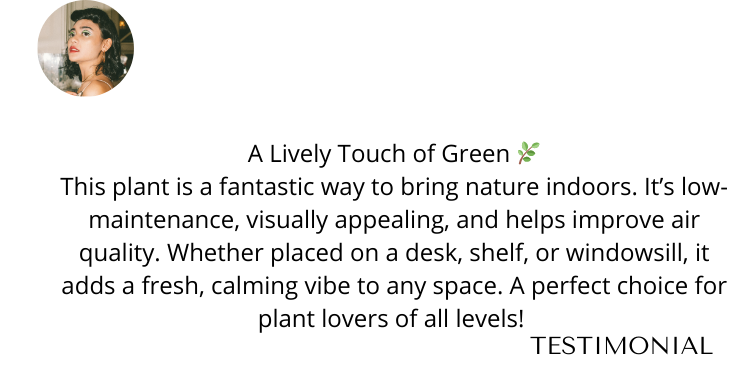 A Lively Touch of Green 🌿
This plant is a fantastic way to bring nature indoors. It’s low-
maintenance, visually appealing, and helps improve air
quality. Whether placed on a desk, shelf, or windowsill, it
adds a fresh, calming vibe to any space. A perfect choice for
plant lovers of all levels!
TESTIMONIAL